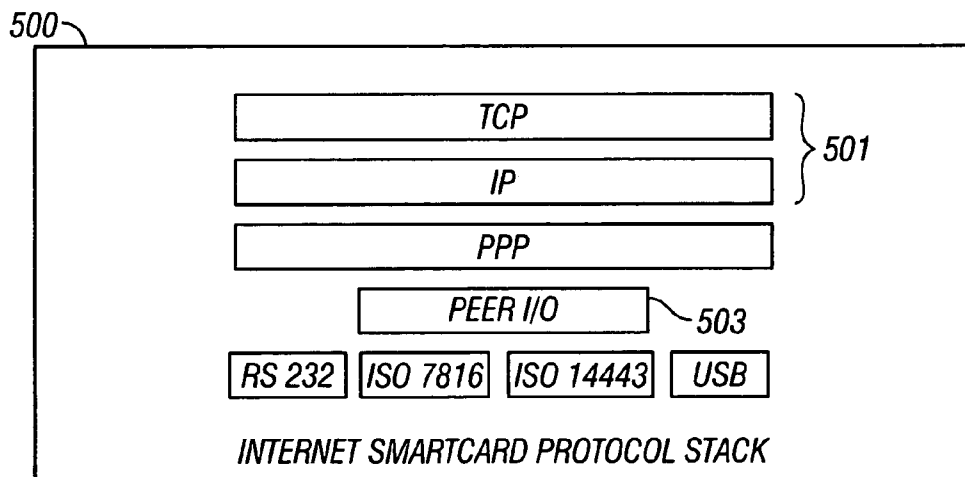 500
TCP
501
IP
PPP
PEER I/O
503
RS 232 ISO 7816 ISO 14443 USB
INTERNET SMARTCARD PROTOCOL STACK